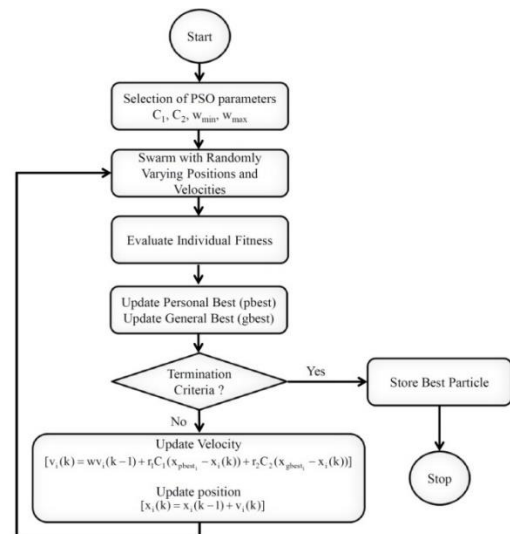 Start
Selection of PSO parameters
C₁, C₂, wₘᵢₙ, wₘₐₓ
Swarm with Randomly
Varying Positions and
Velocities
Evaluate Individual Fitness
Update Personal Best (pbest)
Update General Best (gbest)
Termination
Criteria ?
Yes
Store Best Particle
No
Stop
Update Velocity
[vᵢ(k) = wvᵢ(k−1) + r₁C₁(x_pbestᵢ − xᵢ(k)) + r₂C₂(x_gbestᵢ − xᵢ(k))]
Update position
[xᵢ(k) = xᵢ(k−1) + vᵢ(k)]